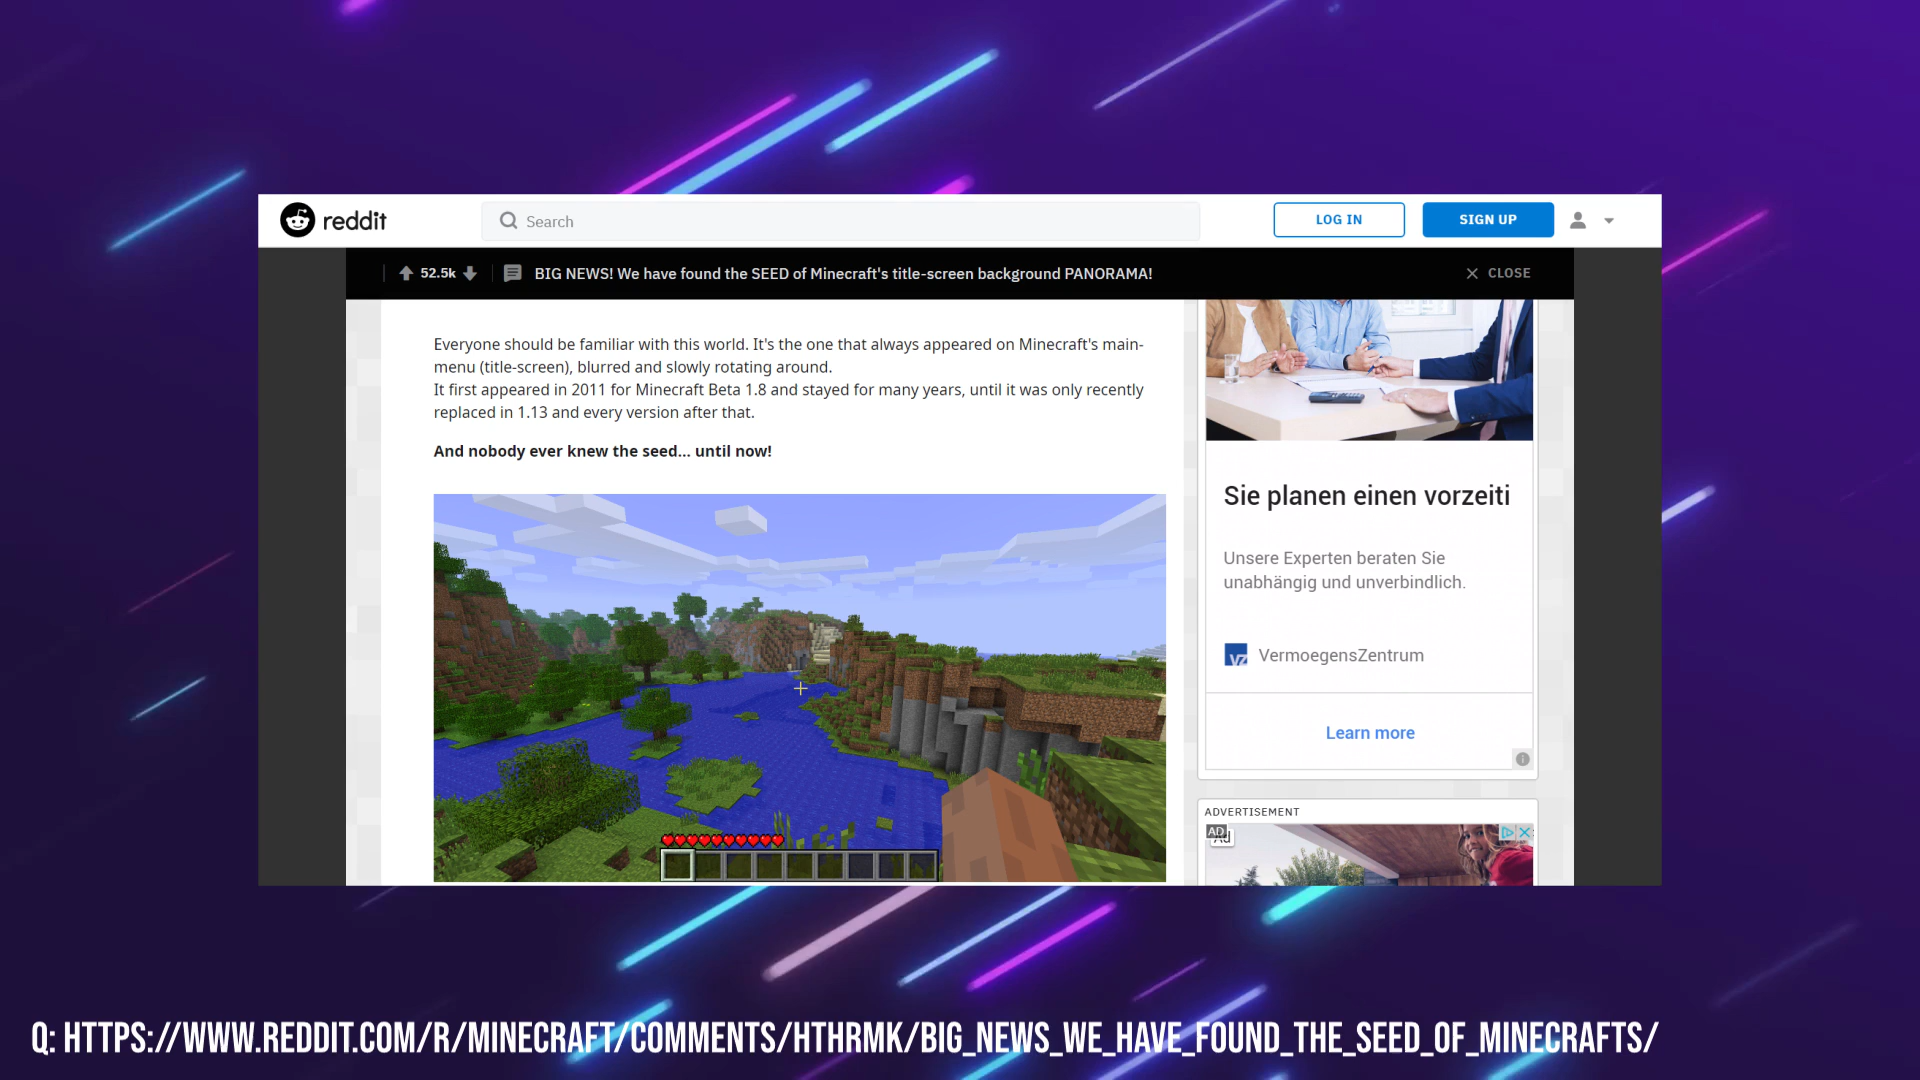 reddit
Search
LOG IN
SIGN UP
52.5k
BIG NEWS! We have found the SEED of Minecraft's title-screen background PANORAMA!
CLOSE
Everyone should be familiar with this world. It's the one that always appeared on Minecraft's main-
menu (title-screen), blurred and slowly rotating around.
It first appeared in 2011 for Minecraft Beta 1.8 and stayed for many years, until it was only recently
replaced in 1.13 and every version after that.
And nobody ever knew the seed... until now!
Sie planen einen vorzeiti
Unsere Experten beraten Sie
unabhängig und unverbindlich.
VZ
VermoegensZentrum
Learn more
ADVERTISEMENT
AD
Ad
Q: HTTPS://WWW.REDDIT.COM/R/MINECRAFT/COMMENTS/HTHRMK/BIG_NEWS_WE_HAVE_FOUND_THE_SEED_OF_MINECRAFTS/